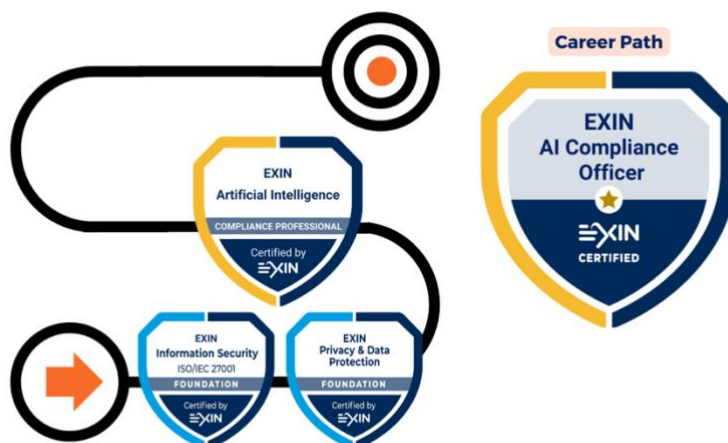 Career Path
EXIN
AI Compliance
Officer
EXIN
CERTIFIED
EXIN
Artificial Intelligence
COMPLIANCE PROFESSIONAL
Certified by
EXIN
EXIN
Information Security
ISO/IEC 27001
FOUNDATION
Certified by
EXIN
EXIN
Privacy & Data
Protection
FOUNDATION
Certified by
EXIN